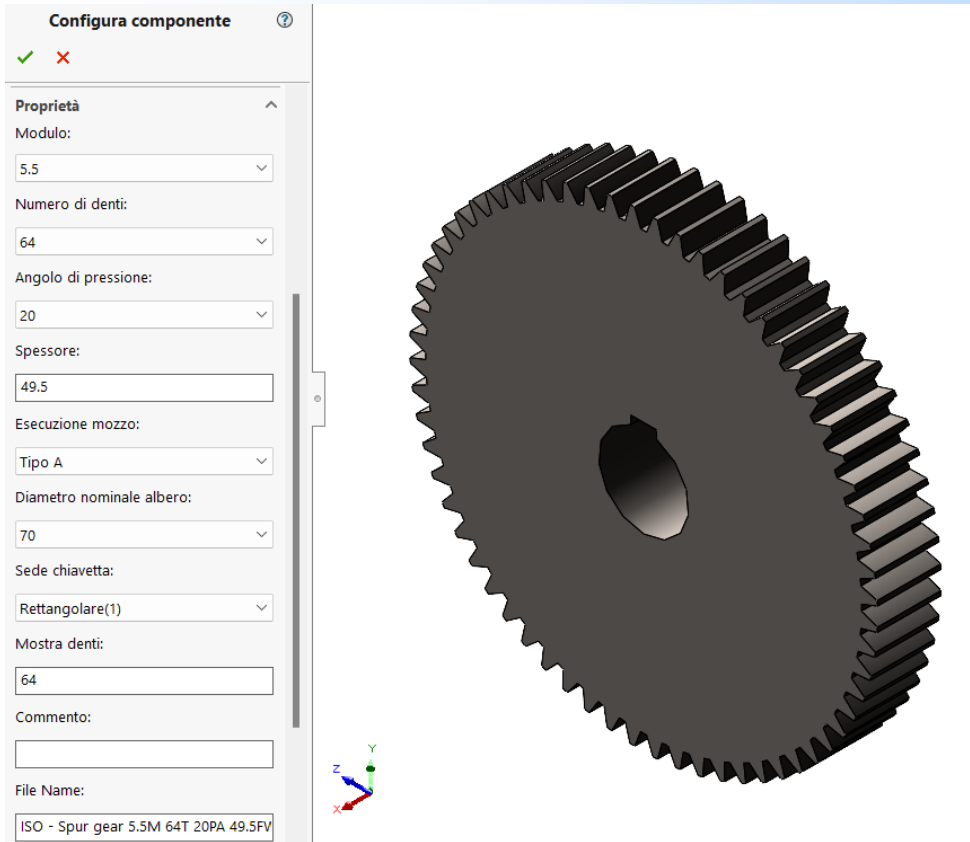 Configura componente
Proprietà
Modulo:
5.5
Numero di denti:
64
Angolo di pressione:
20
Spessore:
49.5
Esecuzione mozzo:
Tipo A
Diametro nominale albero:
70
Sede chiavetta:
Rettangolare(1)
Mostra denti:
64
Commento:
File Name:
ISO - Spur gear 5.5M 64T 20PA 49.5FW
Y
Z
X